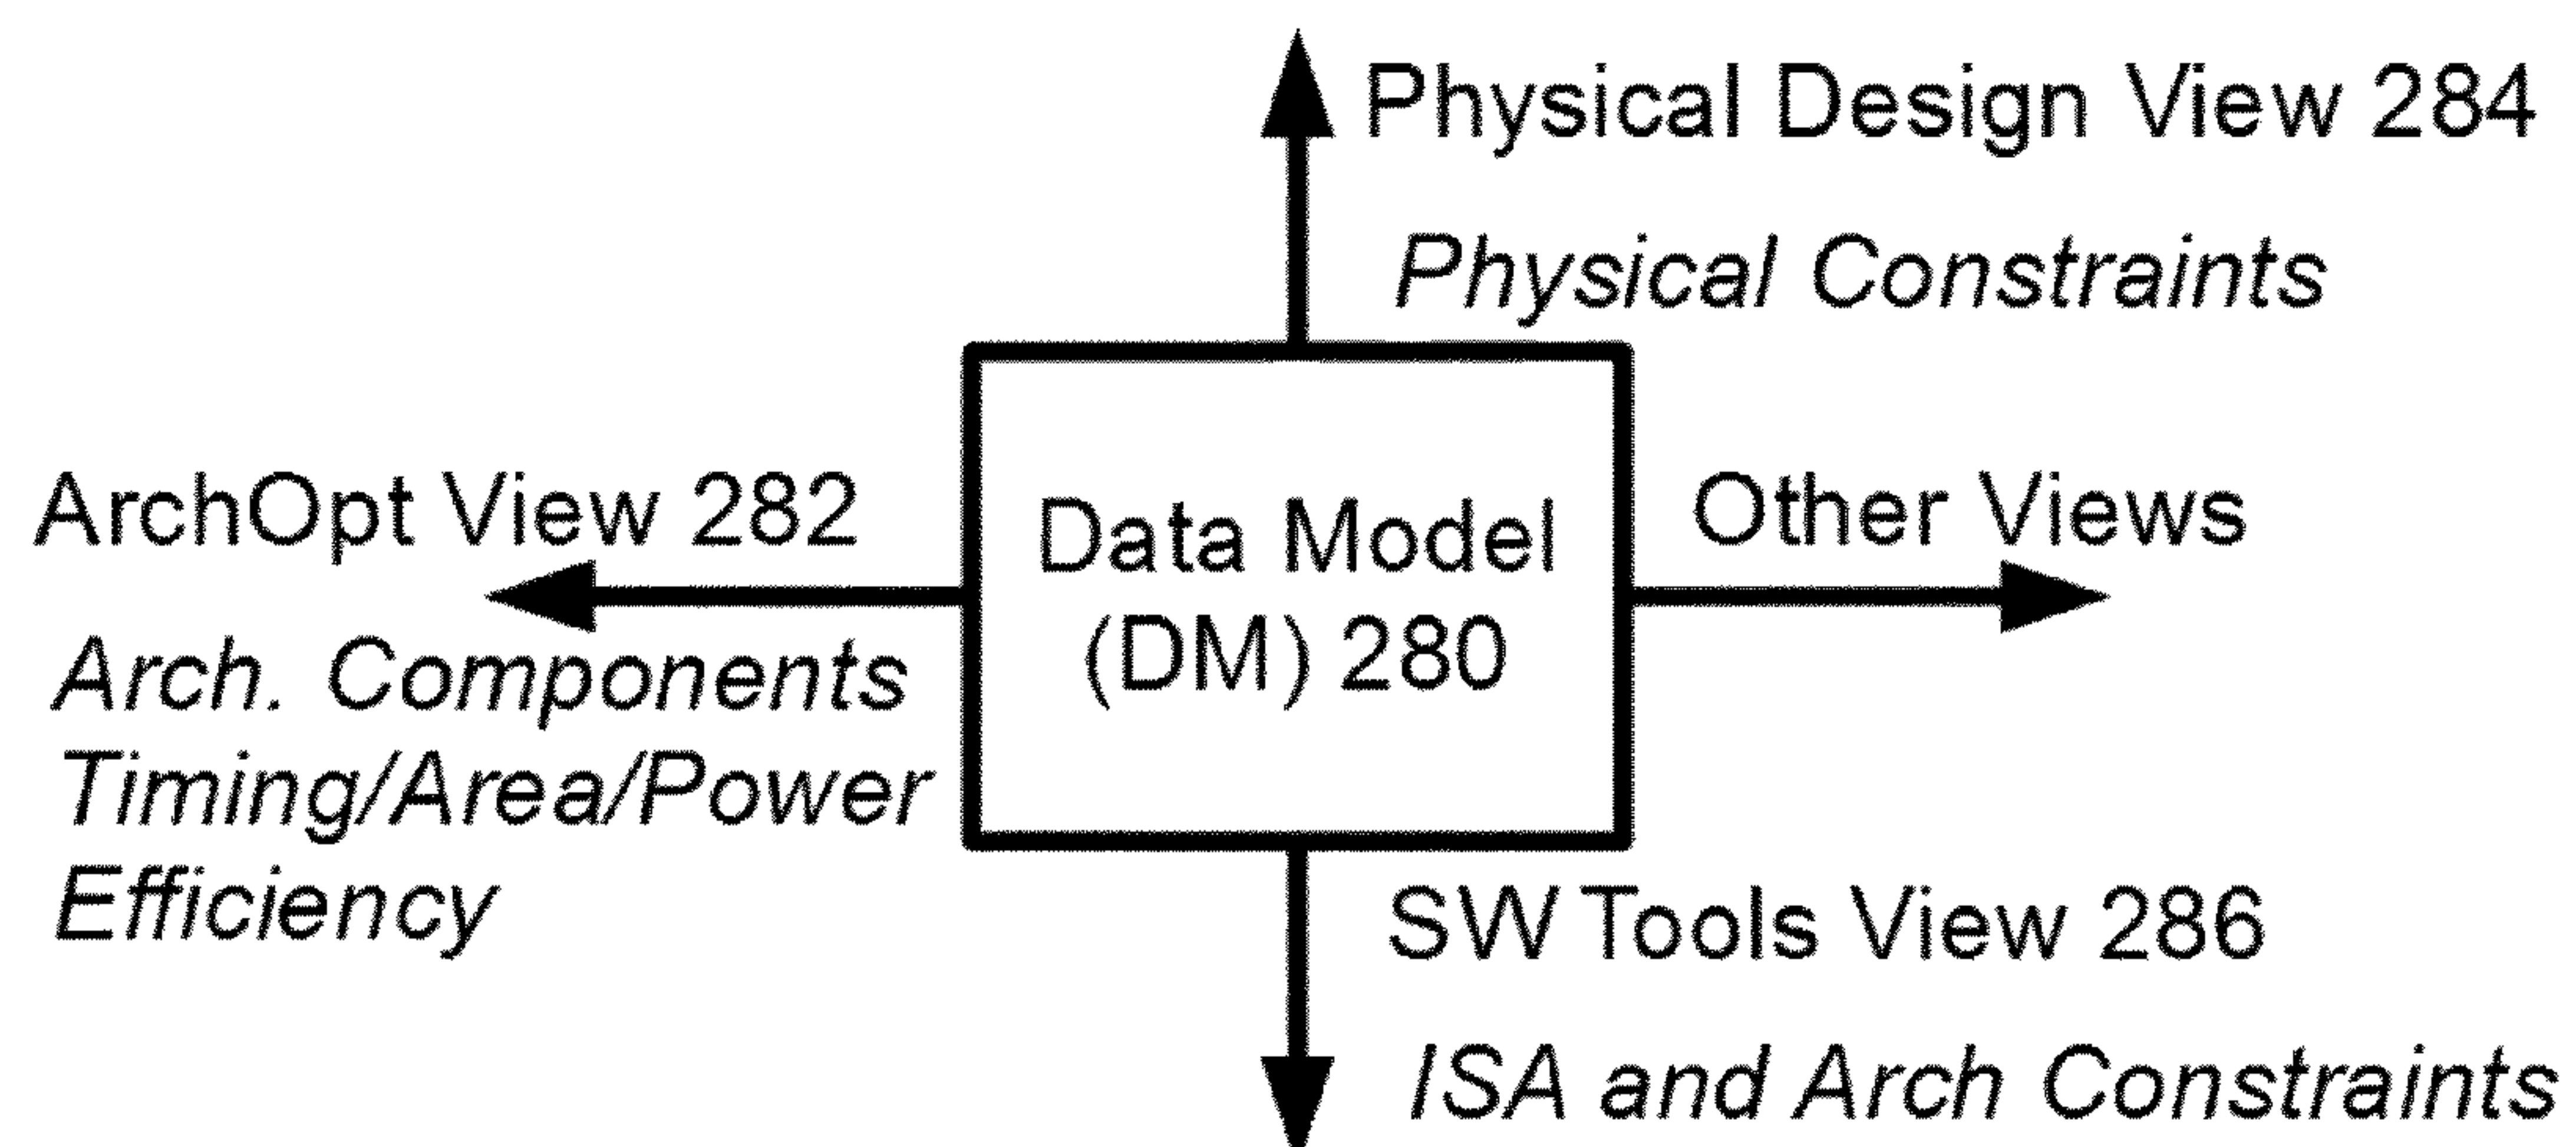 Physical Design View 284
Physical Constraints
ArchOpt View 282
Arch. Components
Timing/Area/Power
Efficiency
Data Model
(DM) 280
Other Views
SW Tools View 286
ISA and Arch Constraints